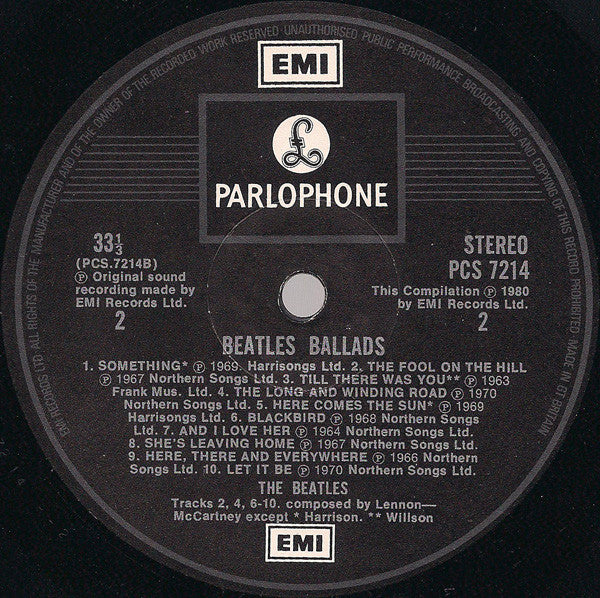 EMI RECORDS LTD. ALL RIGHTS OF THE MANUFACTURER AND OF THE OWNER OF THE RECORDED WORK RESERVED UNAUTHORISED PUBLIC PERFORMANCE BROADCASTING AND COPYING OF THIS RECORD PROHIBITED MADE IN GT. BRITAIN
EMI
£
PARLOPHONE
33⅓
(PCS.7214B)
℗ Original sound
recording made by
EMI Records Ltd.
2
STEREO
PCS 7214
This Compilation ℗ 1980
by EMI Records Ltd.
2
BEATLES BALLADS
1. SOMETHING* ℗ 1969. Harrisongs Ltd. 2. THE FOOL ON THE HILL
℗ 1967 Northern Songs Ltd. 3. TILL THERE WAS YOU** ℗ 1963
Frank Mus. Ltd. 4. THE LONG AND WINDING ROAD ℗ 1970
Northern Songs Ltd. 5. HERE COMES THE SUN* ℗ 1969
Harrisongs Ltd. 6. BLACKBIRD ℗ 1968 Northern Songs
Ltd. 7. AND I LOVE HER ℗ 1964 Northern Songs Ltd.
8. SHE'S LEAVING HOME ℗ 1967 Northern Songs Ltd.
9. HERE, THERE AND EVERYWHERE ℗ 1966 Northern
Songs Ltd. 10. LET IT BE ℗ 1970 Northern Songs Ltd.
THE BEATLES
Tracks 2, 4, 6-10. composed by Lennon—
McCartney except * Harrison. ** Willson
EMI